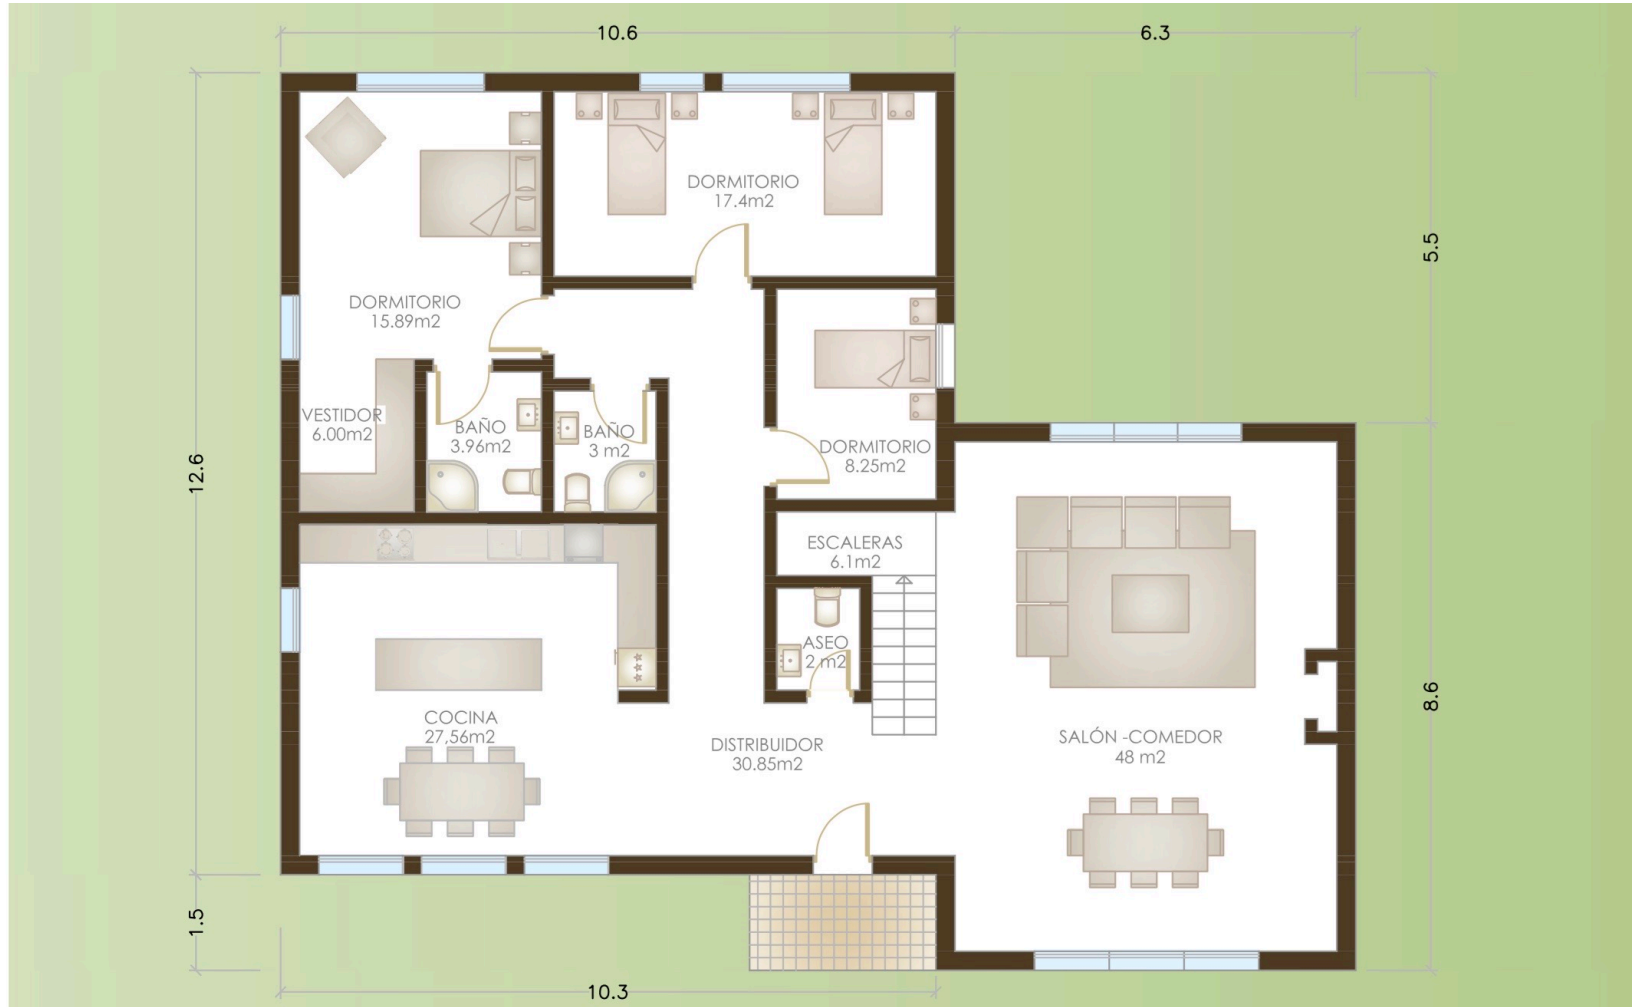 10.6
6.3
DORMITORIO
17.4m2
5.5
DORMITORIO
15.89m2
VESTIDOR
6.00m2
BAÑO
3.96m2
BAÑO
3 m2
DORMITORIO
8.25m2
12.6
ESCALERAS
6.1m2
ASEO
2 m2
8.6
COCINA
27,56m2
DISTRIBUIDOR
30.85m2
SALÓN -COMEDOR
48 m2
1.5
10.3